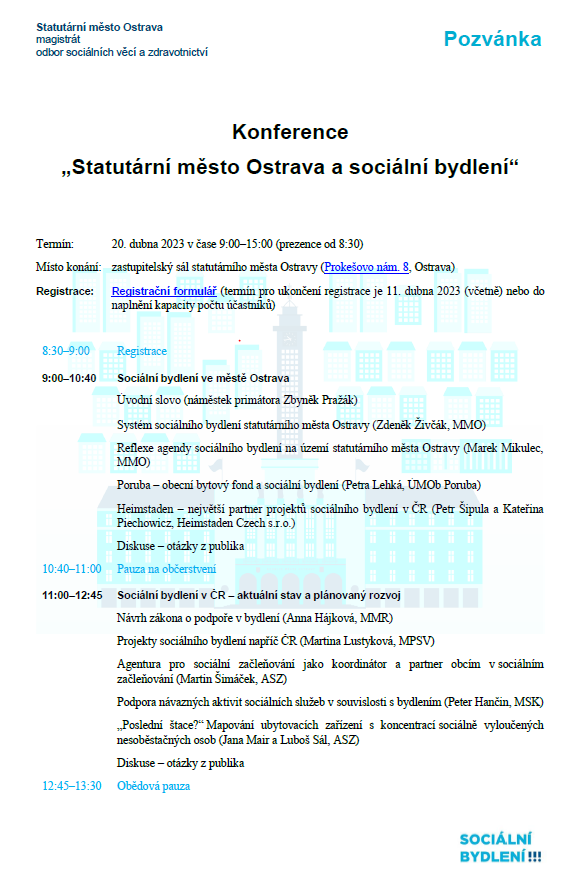 Statutární město Ostrava
magistrát
odbor sociálních věcí a zdravotnictví
Pozvánka
Konference
„Statutární město Ostrava a sociální bydlení“
Termín: 20. dubna 2023 v čase 9:00–15:00 (prezence od 8:30)
Místo konání: zastupitelský sál statutárního města Ostravy (Prokešovo nám. 8, Ostrava)
Registrace: Registrační formulář (termín pro ukončení registrace je 11. dubna 2023 (včetně) nebo do
naplnění kapacity počtu účastníků)
8:30–9:00 Registrace
9:00–10:40 Sociální bydlení ve městě Ostrava
Úvodní slovo (náměstek primátora Zbyněk Pražák)
Systém sociálního bydlení statutárního města Ostravy (Zdeněk Živčák, MMO)
Reflexe agendy sociálního bydlení na území statutárního města Ostravy (Marek Mikulec,
MMO)
Poruba – obecní bytový fond a sociální bydlení (Petra Lehká, ÚMOb Poruba)
Heimstaden – největší partner projektů sociálního bydlení v ČR (Petr Šipula a Kateřina
Piechowicz, Heimstaden Czech s.r.o.)
Diskuse – otázky z publika
10:40–11:00 Pauza na občerstvení
11:00–12:45 Sociální bydlení v ČR – aktuální stav a plánovaný rozvoj
Návrh zákona o podpoře v bydlení (Anna Hájková, MMR)
Projekty sociálního bydlení napříč ČR (Martina Lustyková, MPSV)
Agentura pro sociální začleňování jako koordinátor a partner obcím v sociálním
začleňování (Martin Šimáček, ASZ)
Podpora návazných aktivit sociálních služeb v souvislosti s bydlením (Peter Hančin, MSK)
„Poslední štace?“ Mapování ubytovacích zařízení s koncentrací sociálně vyloučených
nesoběstačných osob (Jana Mair a Luboš Sál, ASZ)
Diskuse – otázky z publika
12:45–13:30 Obědová pauza
SOCIÁLNÍ
BYDLENÍ!!!